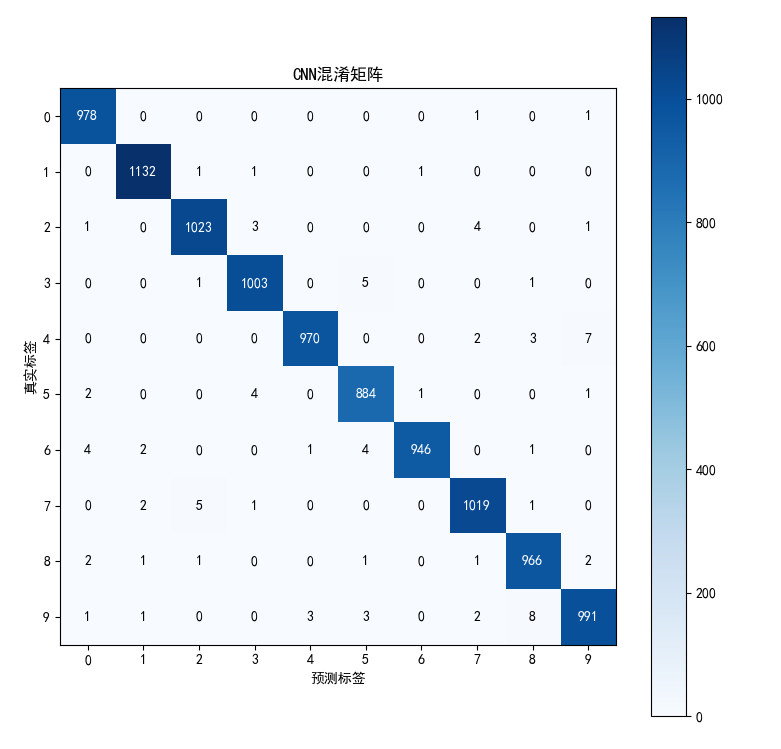 CNN混淆矩阵
0 978 0 0 0 0 0 0 1 0 1
1 0 1132 1 1 0 0 1 0 0 0
2 1 0 1023 3 0 0 0 4 0 1
3 0 0 1 1003 0 5 0 0 1 0
4 0 0 0 0 970 0 0 2 3 7
5 2 0 0 4 0 884 1 0 0 1
6 4 2 0 0 1 4 946 0 1 0
7 0 2 5 1 0 0 0 1019 1 0
8 2 1 1 0 0 1 0 1 966 2
9 1 1 0 0 3 3 0 2 8 991
0 1 2 3 4 5 6 7 8 9
真实标签
预测标签
1000
800
600
400
200
0